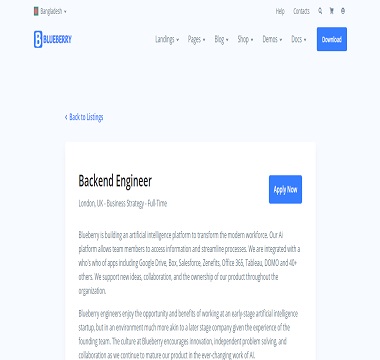 Bangladesh
Help Contacts
BLUEBERRY
Landings Pages Blog Shop Demos Docs Download
Back to Listings
Backend Engineer
Apply Now
London, UK - Business Strategy - Full-Time
Blueberry is building an artificial intelligence platform to transform the modern workforce. Our Ai
platform allows team members to access information and streamline processes. We are integrated with a
who's who of apps including Google Drive, Box, Salesforce, Zenefits, Office 365, Tableau, DOMO and 40+
others. We support new ideas, collaboration, and the ownership of our product throughout the
organization.
Blueberry engineers enjoy the opportunity and benefits of working at an early-stage artificial intelligence
startup, but in an environment much more akin to a later stage company given the experience of the
founding team. The culture at Blueberry encourages innovation, independent problem solving, and
collaboration as we continue to mature our product in the ever-changing work of AI.